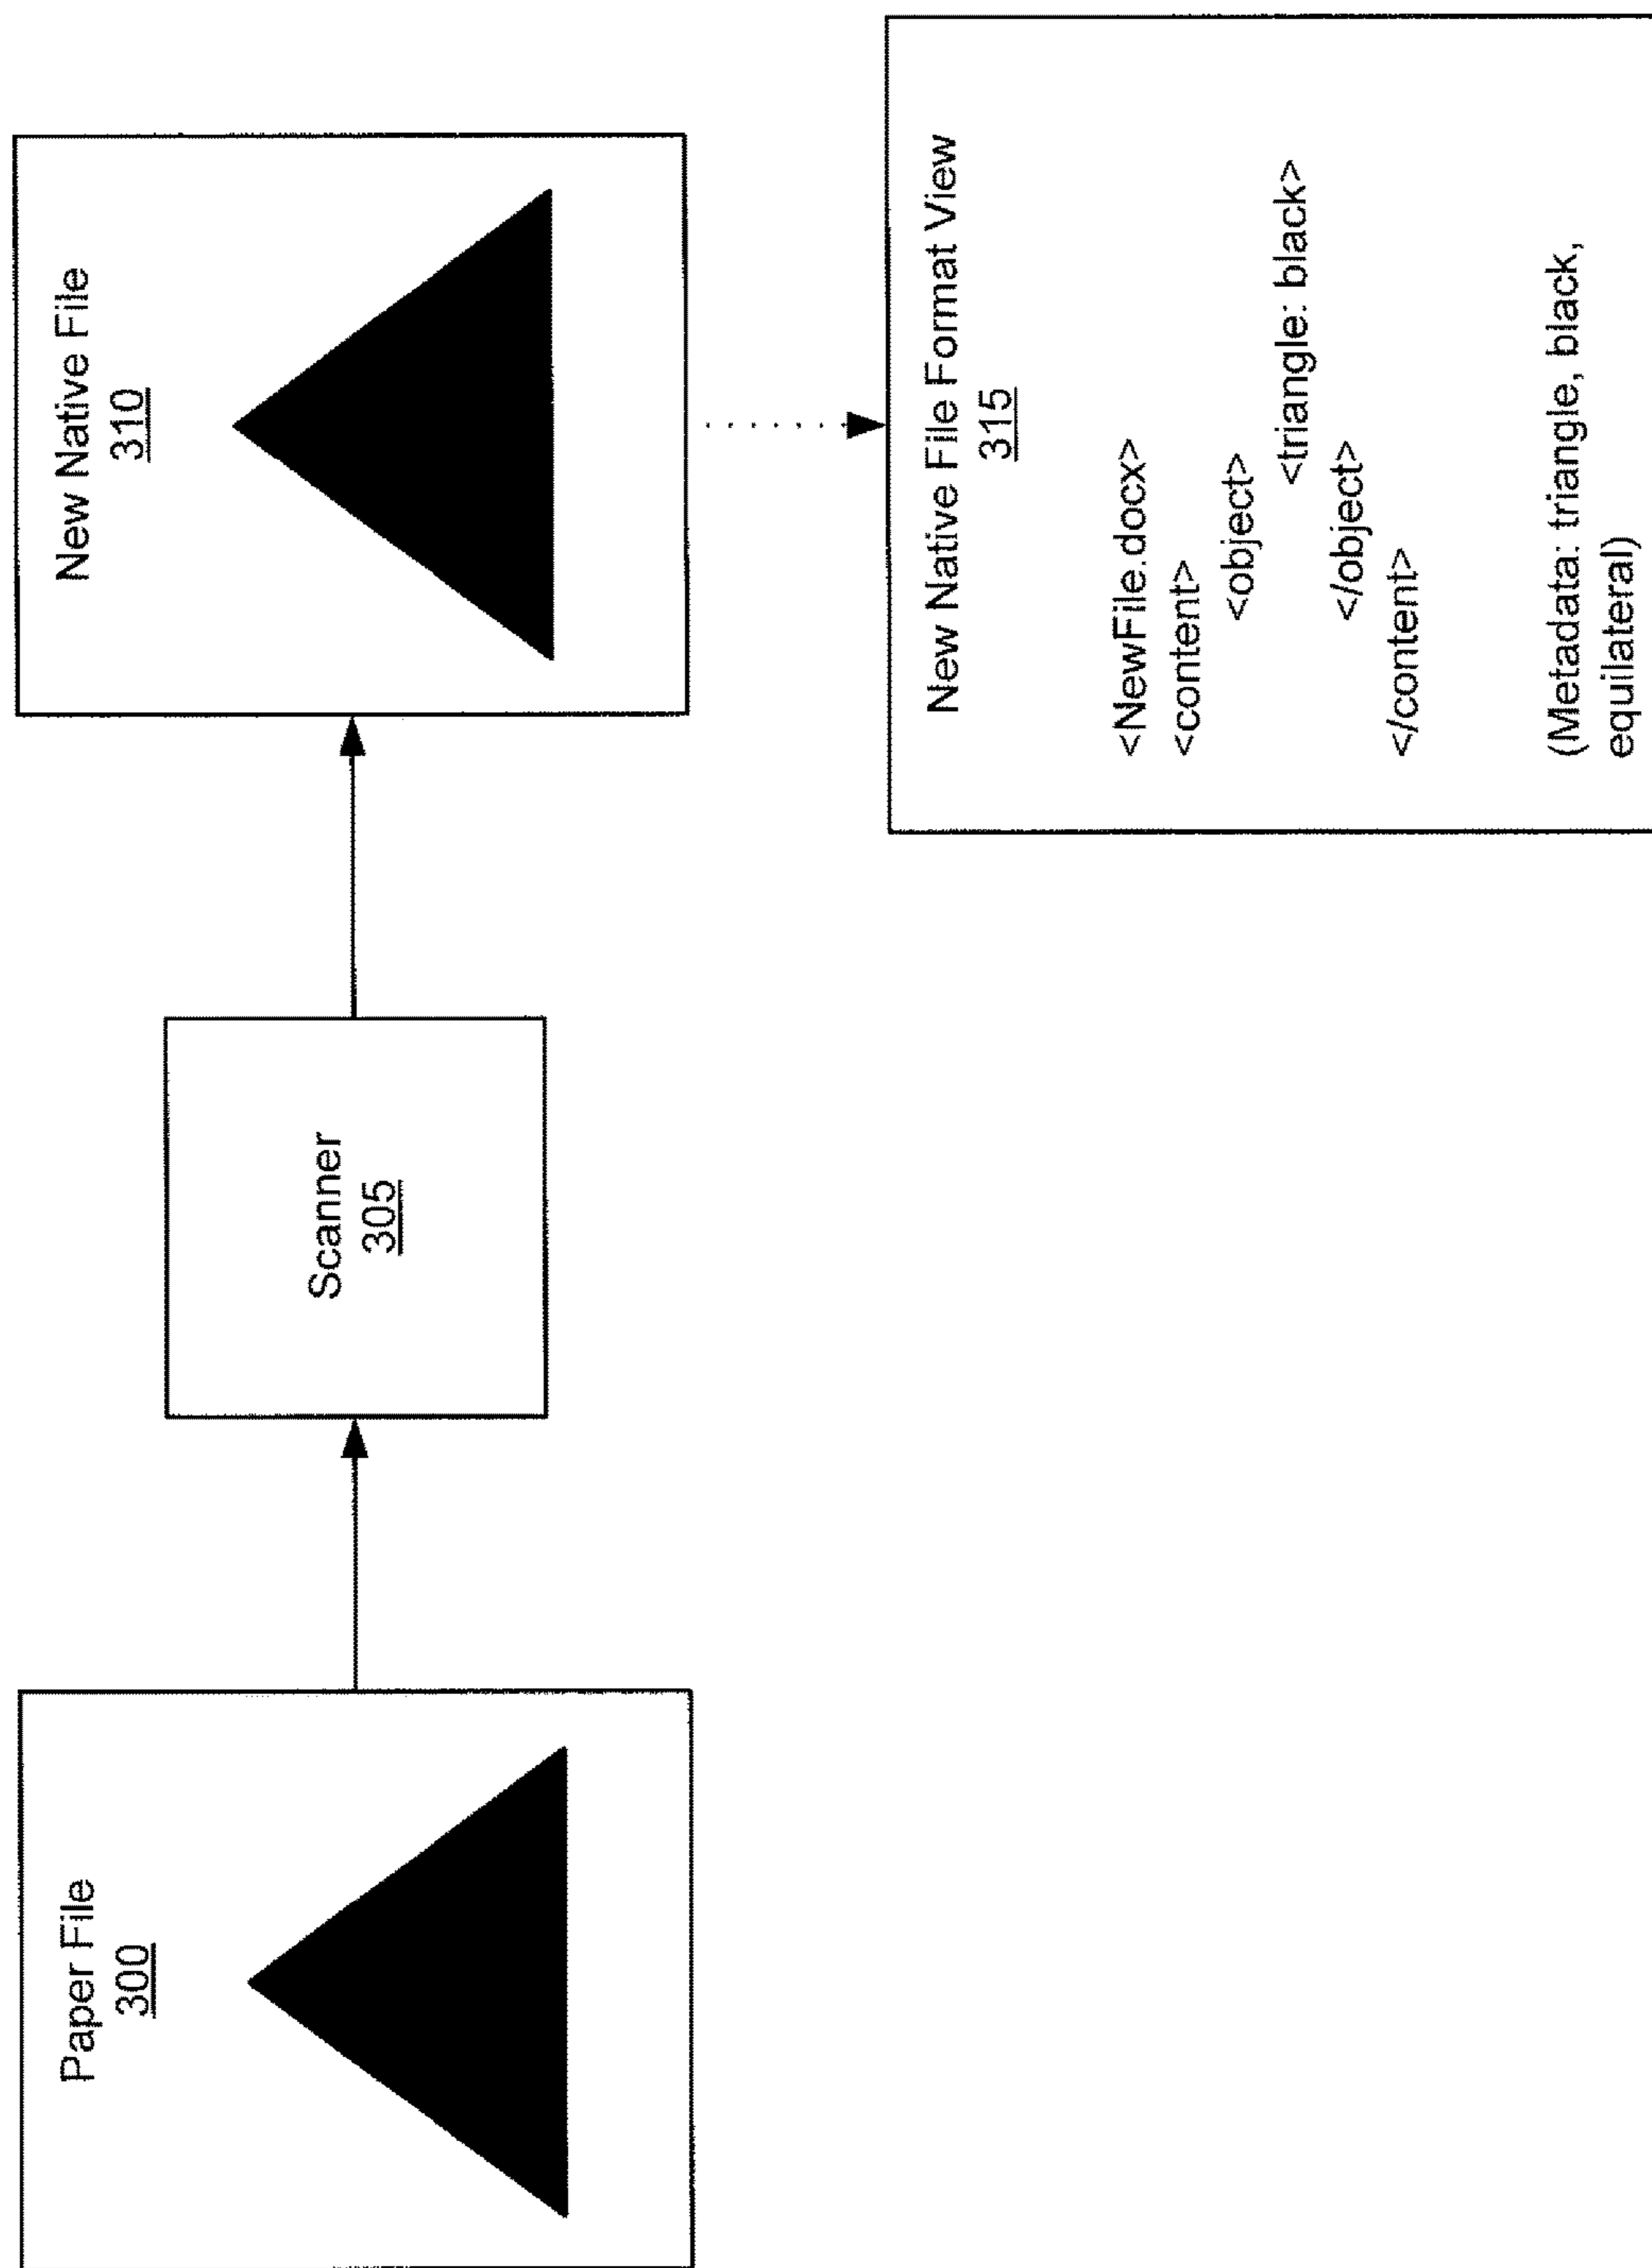 Paper File
300
Scanner
305
New Native File
310
New Native File Format View
315
<NewFile.docx>
<content>
<object>
<triangle: black>
</object>
</content>
(Metadata: triangle, black,
equilateral)